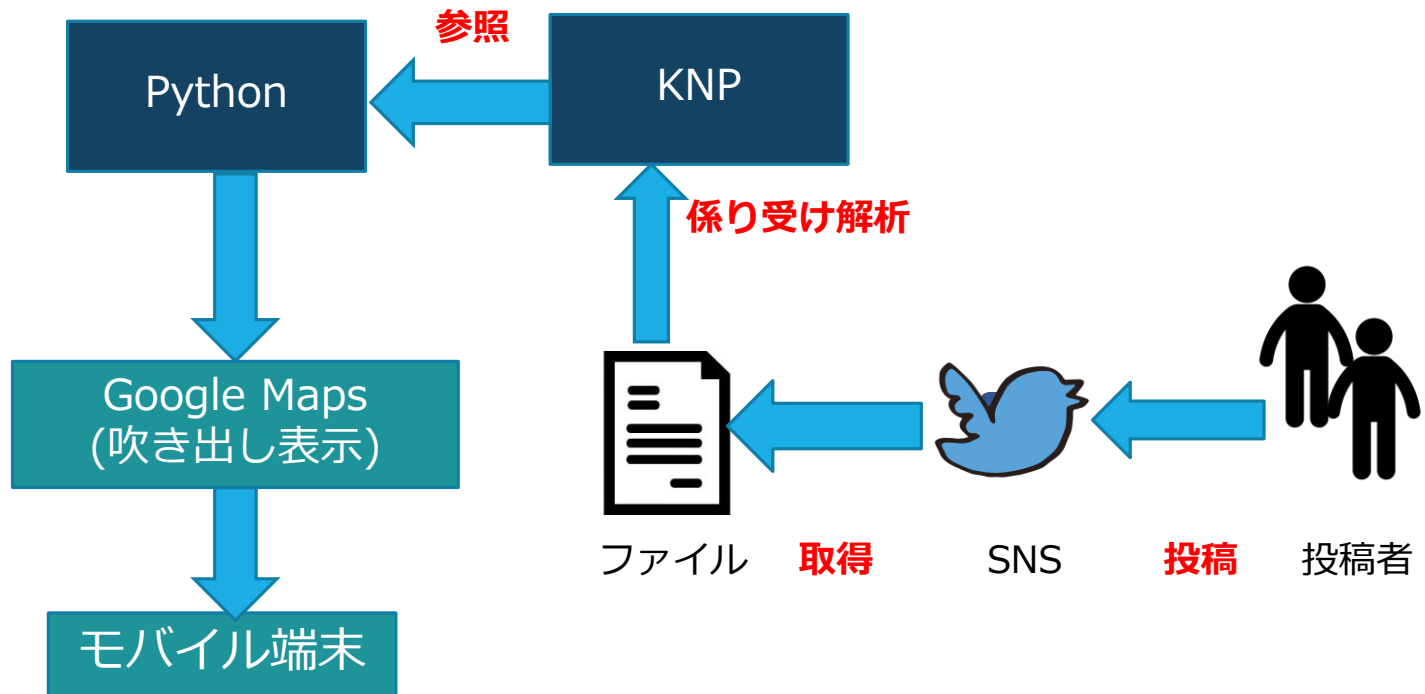 参照
Python
KNP
係り受け解析
Google Maps
(吹き出し表示)
ファイル
取得
SNS
投稿
投稿者
モバイル端末